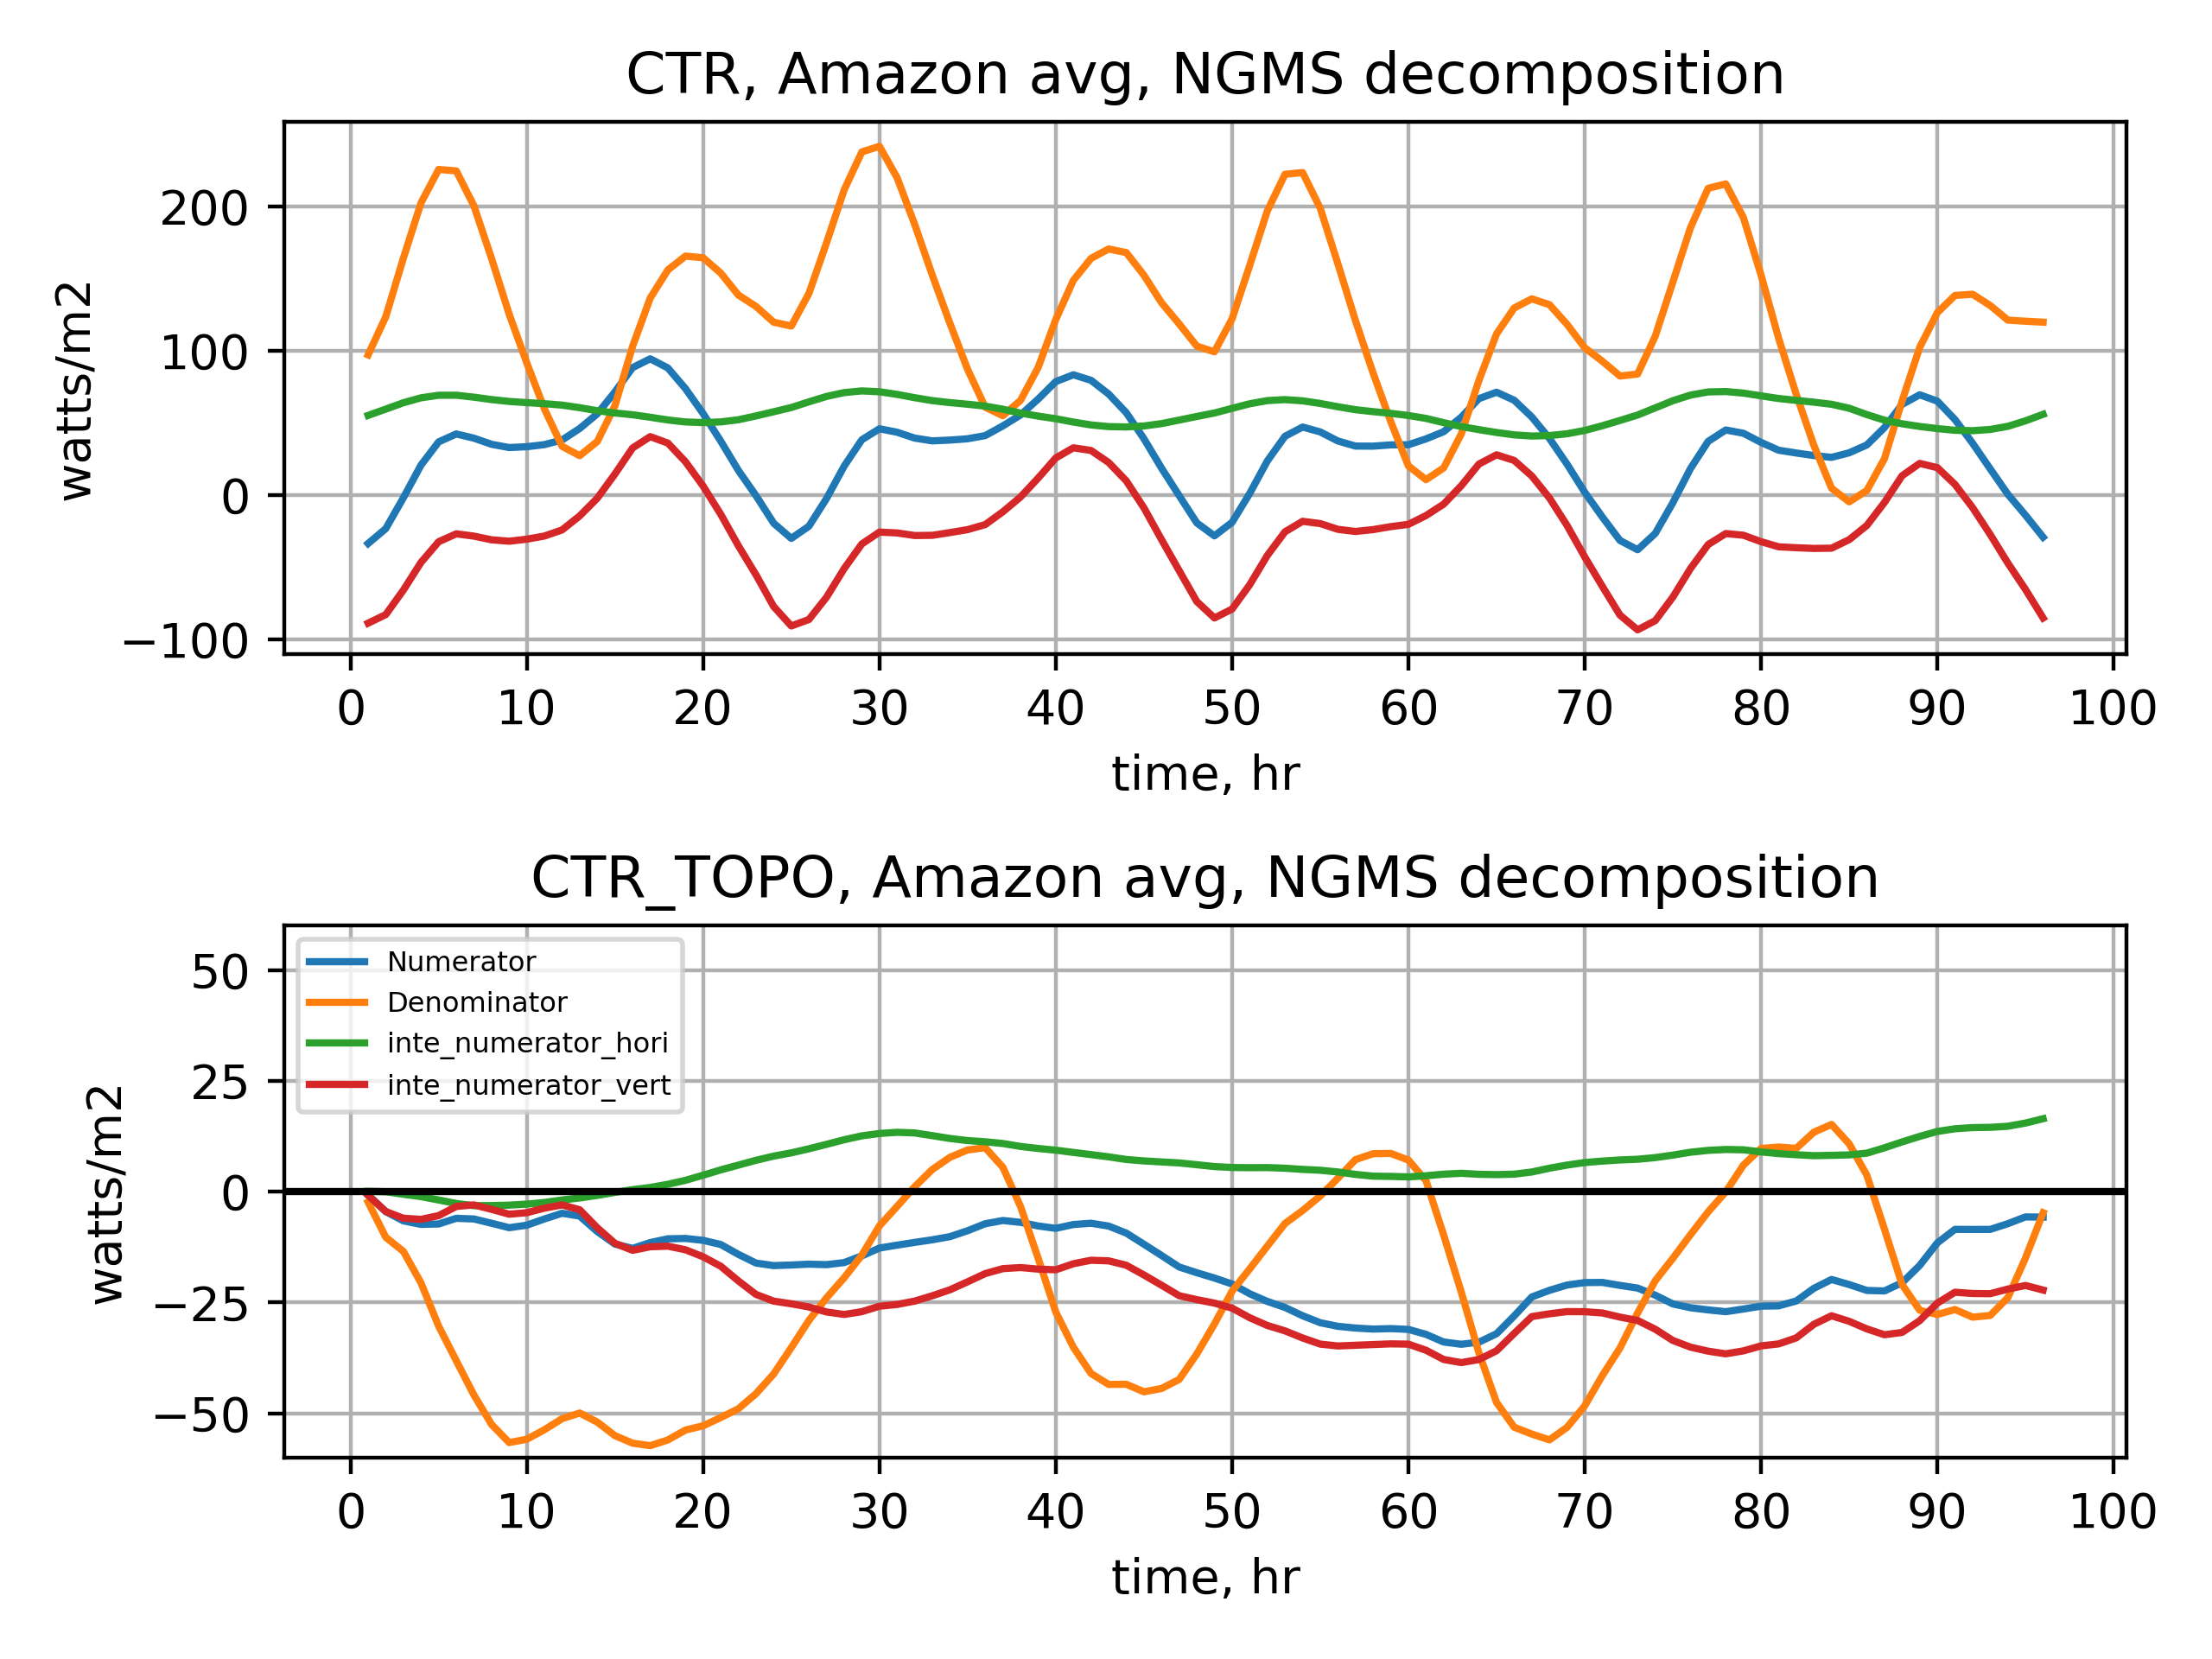 CTR, Amazon avg, NGMS decomposition
watts/m2
200
100
0
−100
0 10 20 30 40 50 60 70 80 90 100
time, hr
CTR_TOPO, Amazon avg, NGMS decomposition
watts/m2
50
25
0
−25
−50
Numerator
Denominator
inte_numerator_hori
inte_numerator_vert
0 10 20 30 40 50 60 70 80 90 100
time, hr